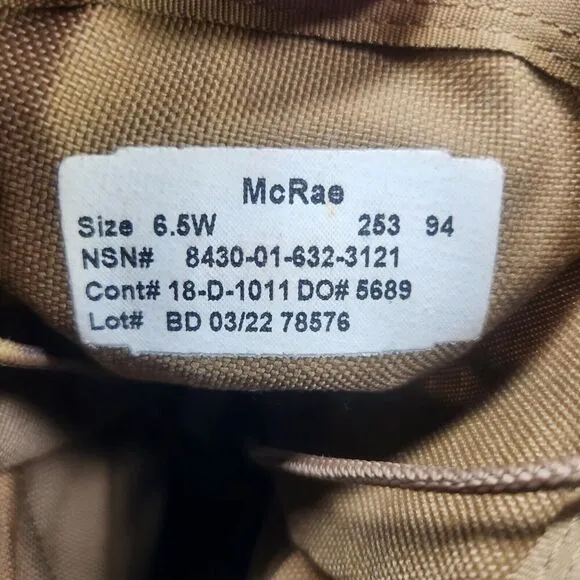 McRae
Size 6.5W 253 94
NSN# 8430-01-632-3121
Cont# 18-D-1011 DO# 5689
Lot# BD 03/22 78576